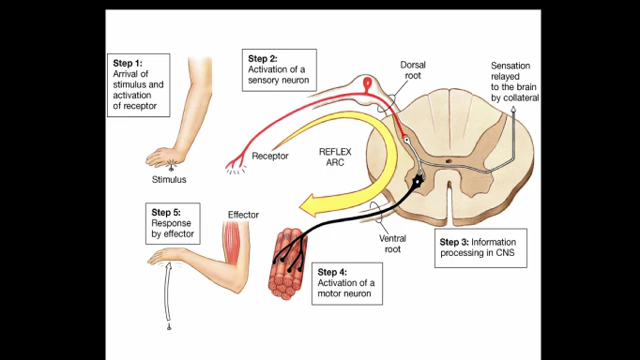 Step 1:
Arrival of
stimulus and
activation
of receptor
Step 2:
Activation of a
sensory neuron
Dorsal
root
Sensation
relayed
to the brain
by collateral
Receptor
REFLEX
ARC
Stimulus
Step 5:
Response
by effector
Effector
Ventral
root
Step 3: Information
processing in CNS
Step 4:
Activation of
a motor neuron